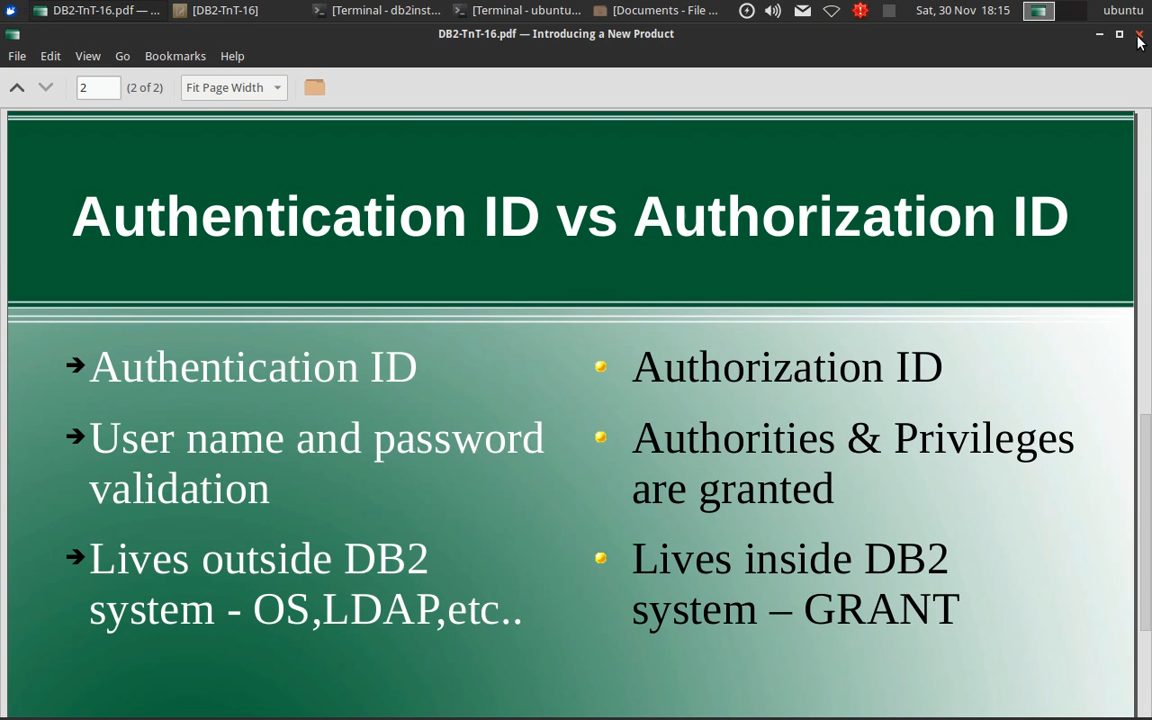 DB2-TnT-16.pdf — ...
[DB2-TnT-16]
[Terminal - db2inst...
[Terminal - ubuntu...
[Documents - File ...
Sat, 30 Nov 18:15
ubuntu
DB2-TnT-16.pdf — Introducing a New Product
File Edit View Go Bookmarks Help
2 (2 of 2) Fit Page Width
Authentication ID vs Authorization ID
Authentication ID
User name and password
validation
Lives outside DB2
system - OS,LDAP,etc..
Authorization ID
Authorities & Privileges
are granted
Lives inside DB2
system – GRANT